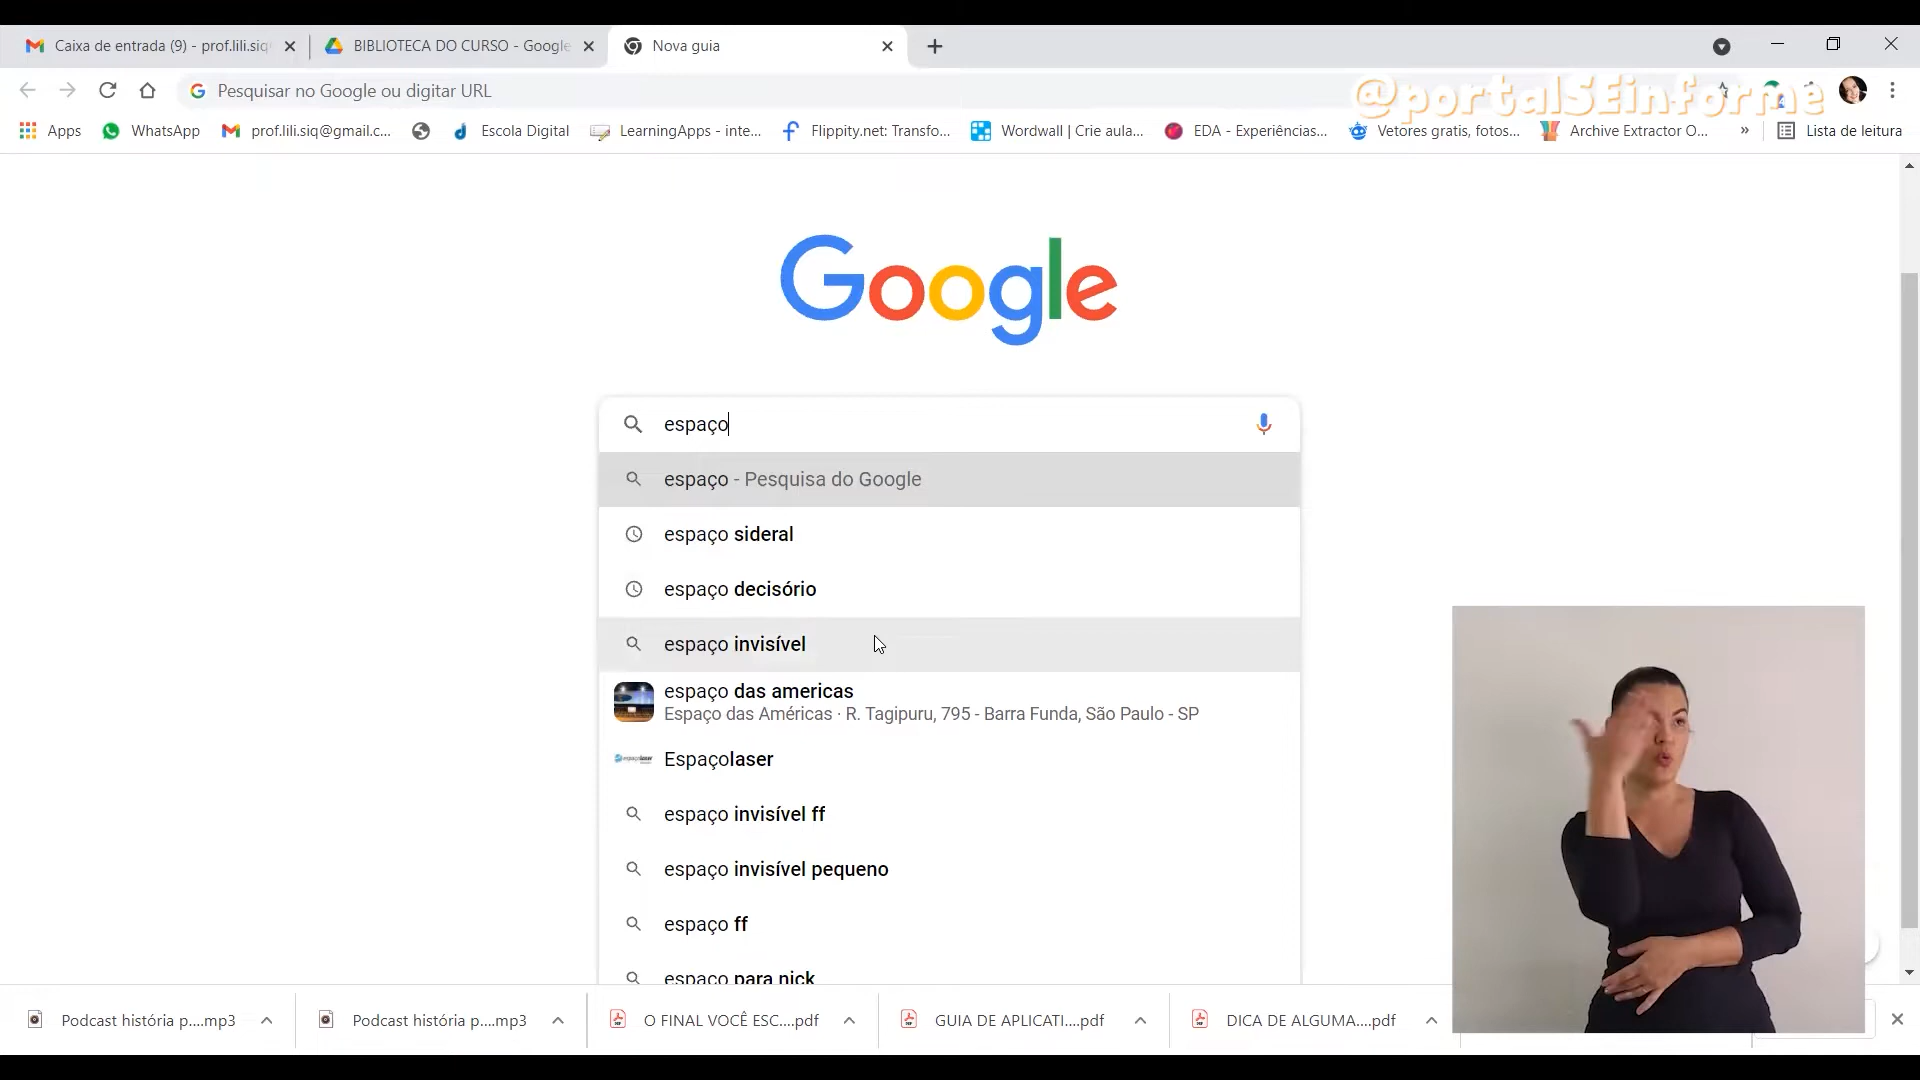 Caixa de entrada (9) - prof.lili.siq
BIBLIOTECA DO CURSO - Google
Nova guia
Pesquisar no Google ou digitar URL
@portalSEinforme
Apps
WhatsApp
prof.lili.siq@gmail.c...
Escola Digital
LearningApps - inte...
Flippity.net: Transfo...
Wordwall | Crie aula...
EDA - Experiências...
Vetores gratis, fotos...
Archive Extractor O...
»
Lista de leitura
Google
espaço
espaço - Pesquisa do Google
espaço sideral
espaço decisório
espaço invisível
espaço das americas
Espaço das Américas · R. Tagipuru, 795 - Barra Funda, São Paulo - SP
Espaçolaser
espaço invisível ff
espaço invisível pequeno
espaço ff
espaço para nick
Podcast história p....mp3
Podcast história p....mp3
O FINAL VOCÊ ESC....pdf
GUIA DE APLICATI....pdf
DICA DE ALGUMA....pdf